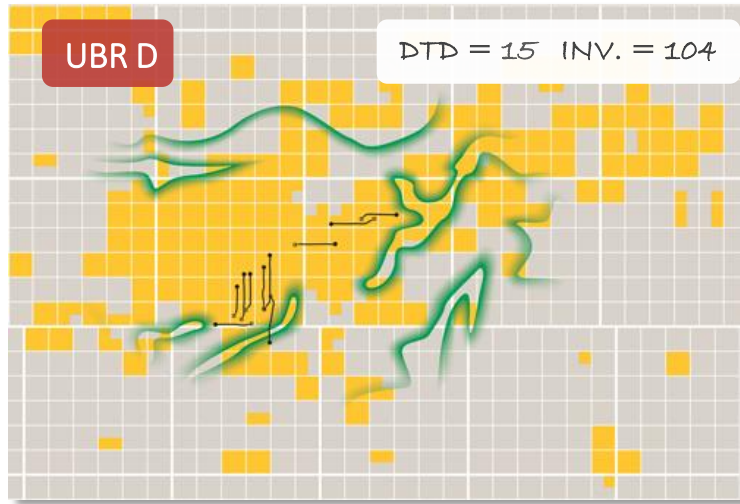 UBR D
DTD = 15 INV. = 104